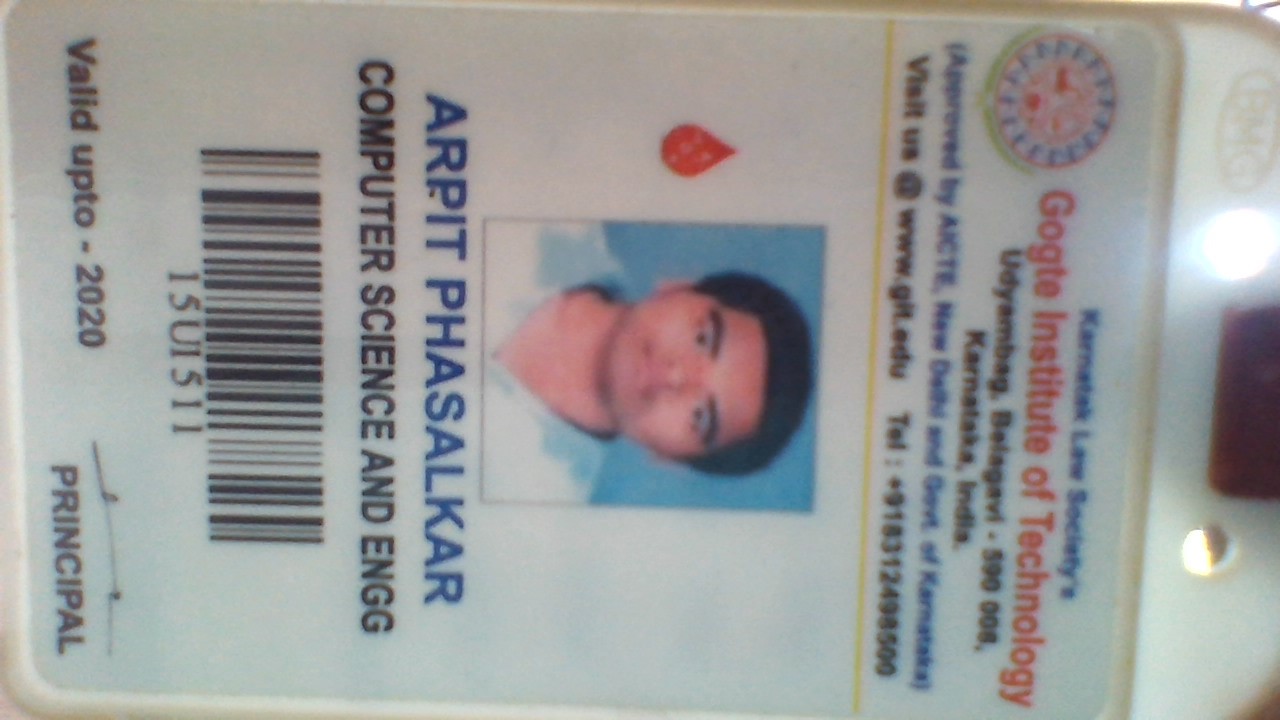 Karnatak Law Society's
Gogte Institute of Technology
Udyambag, Belagavi - 590 008,
Karnataka, India.
(Approved by AICTE, New Delhi and Govt. of Karnataka)
Visit us @ www.git.edu Tel : +918312498500
ARPIT PHASALKAR
COMPUTER SCIENCE AND ENGG
15U1511
Valid upto - 2020 PRINCIPAL